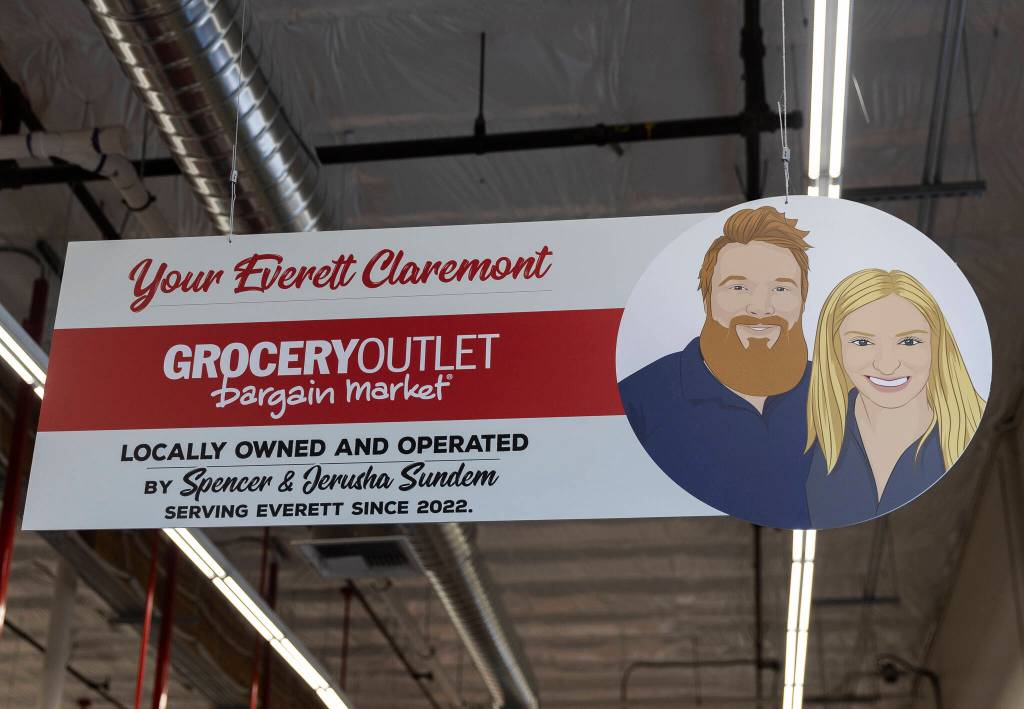 Your Everett Claremont
GROCERYOUTLET
bargain market®
LOCALLY OWNED AND OPERATED
BY Spencer & Jerusha Sundem
SERVING EVERETT SINCE 2022.